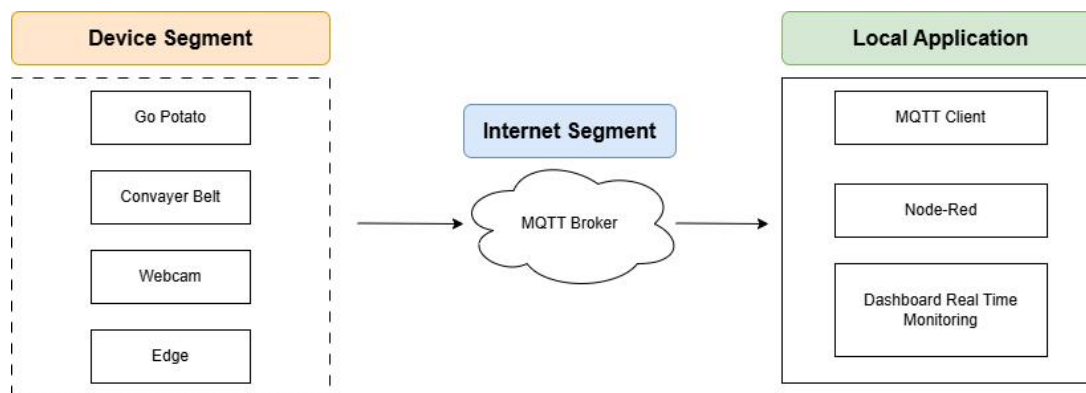 Device Segment
Go Potato
Convayer Belt
Webcam
Edge
Internet Segment
MQTT Broker
Local Application
MQTT Client
Node-Red
Dashboard Real Time
Monitoring